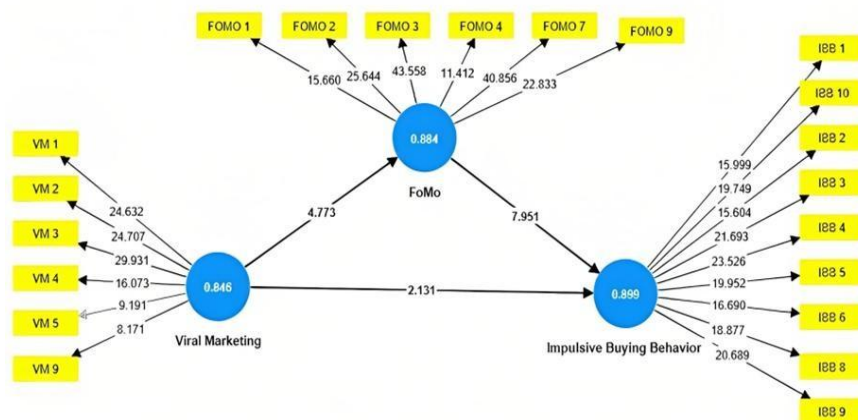 FOMO 1
FOMO 2
FOMO 3
FOMO 4
FOMO 7
FOMO 9
15.660
25.644
43.558
11.412
40.856
22.833
0.884
FoMo
VM 1
VM 2
VM 3
VM 4
VM 5
VM 9
24.632
24.707
29.931
16.073
9.191
8.171
0.846
Viral Marketing
4.773
7.951
2.131
0.899
Impulsive Buying Behavior
15.999
19.749
15.604
21.693
23.526
19.952
16.690
18.877
20.689
IBB 1
IBB 10
IBB 2
IBB 3
IBB 4
IBB 5
IBB 6
IBB 8
IBB 9